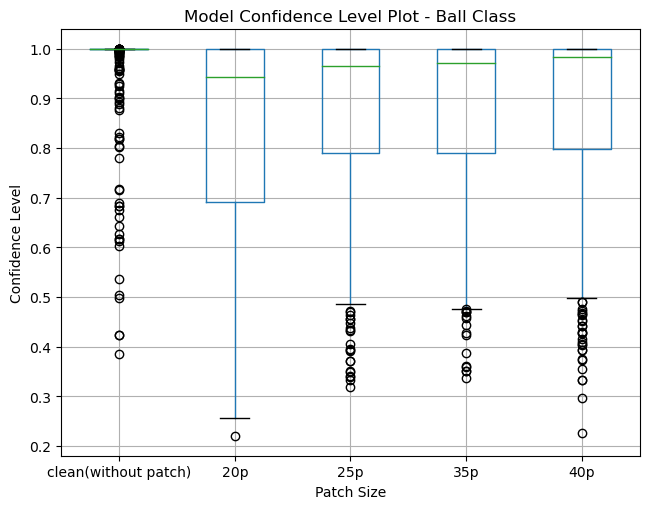 Model Confidence Level Plot - Ball Class
Confidence Level
1.0
0.9
0.8
0.7
0.6
0.5
0.4
0.3
0.2
clean(without patch) 20p 25p 35p 40p
Patch Size